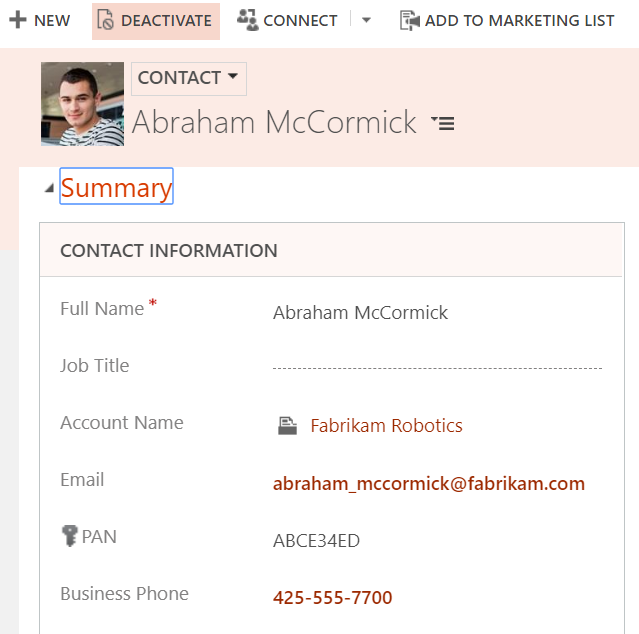 NEW DEACTIVATE CONNECT ADD TO MARKETING LIST
CONTACT
Abraham McCormick
Summary
CONTACT INFORMATION
Full Name * Abraham McCormick
Job Title
Account Name Fabrikam Robotics
Email abraham_mccormick@fabrikam.com
PAN ABCE34ED
Business Phone 425-555-7700